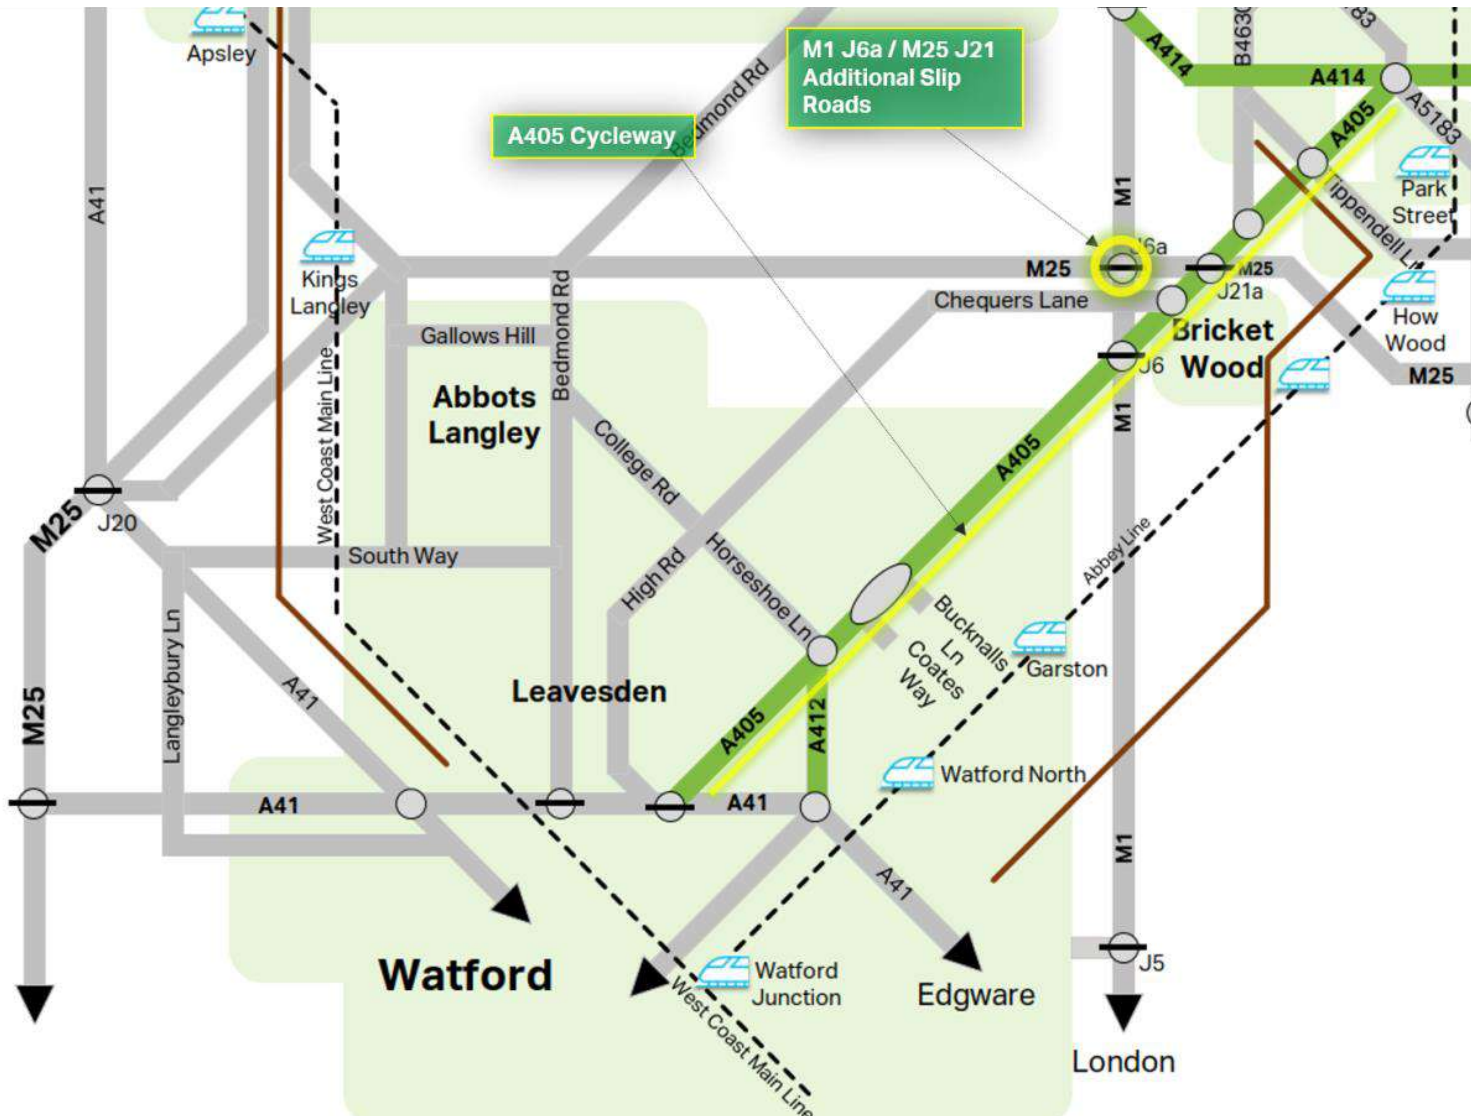 Apsley
A41
Kings
Langley
West Coast Main Line
Bedmond Rd
A405 Cycleway
M1 J6a / M25 J21
Additional Slip
Roads
A414
A414
B4630
A405
A5183
Park
Street
Tippendell Ln
M1
J6a
M25
M25
J21a
Chequers Lane
Bricket
Wood
How
Wood
M25
J6
M1
Gallows Hill
Bedmond Rd
Abbots
Langley
College Rd
A405
M25
J20
South Way
High Rd
Horseshoe Ln
Bucknalls
Ln
Coates
Way
Abbey Line
Garston
Langleybury Ln
A41
M25
Leavesden
A405
A412
Watford North
A41
A41
M1
A41
Watford
Watford
Junction
West Coast Main Line
Edgware
J5
London